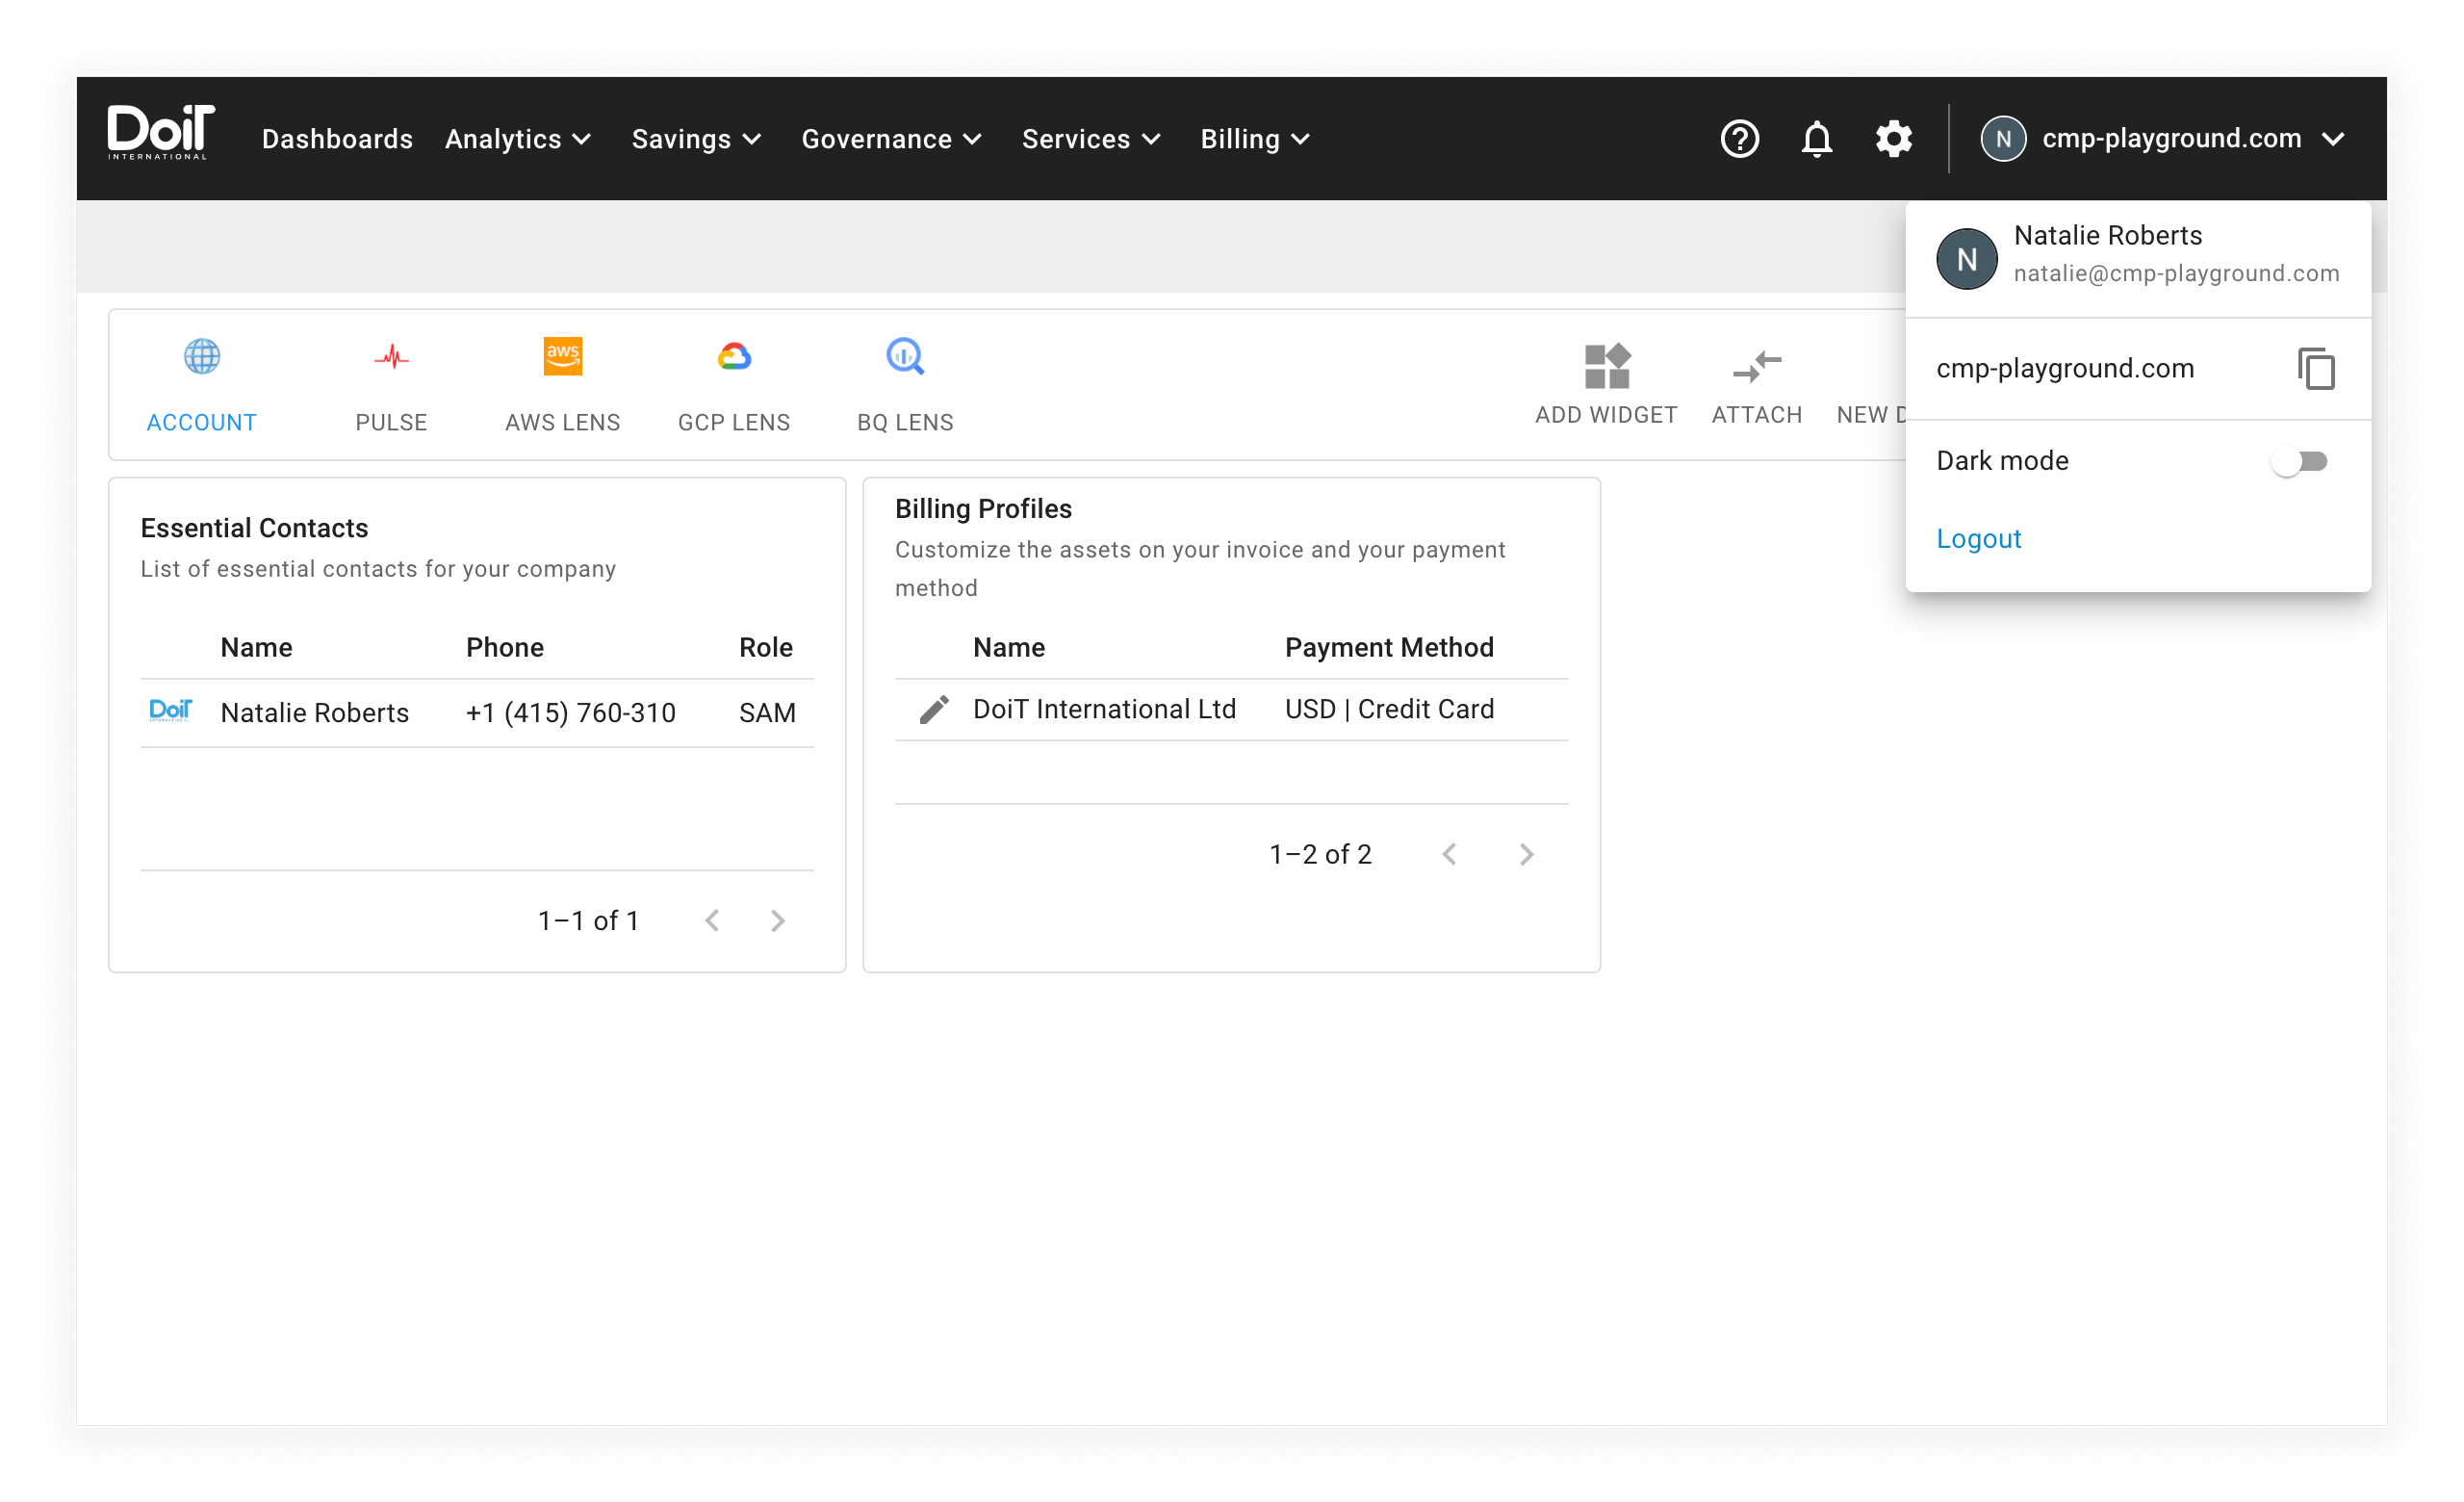 DoiT
INTERNATIONAL
Dashboards Analytics Savings Governance Services Billing
N cmp-playground.com
N
Natalie Roberts
natalie@cmp-playground.com
cmp-playground.com
Dark mode
Logout
aws
ACCOUNT PULSE AWS LENS GCP LENS BQ LENS
ADD WIDGET ATTACH NEW D
Essential Contacts
List of essential contacts for your company
Name Phone Role
DoiT Natalie Roberts +1 (415) 760-310 SAM
1–1 of 1
Billing Profiles
Customize the assets on your invoice and your payment
method
Name Payment Method
DoiT International Ltd USD | Credit Card
1–2 of 2